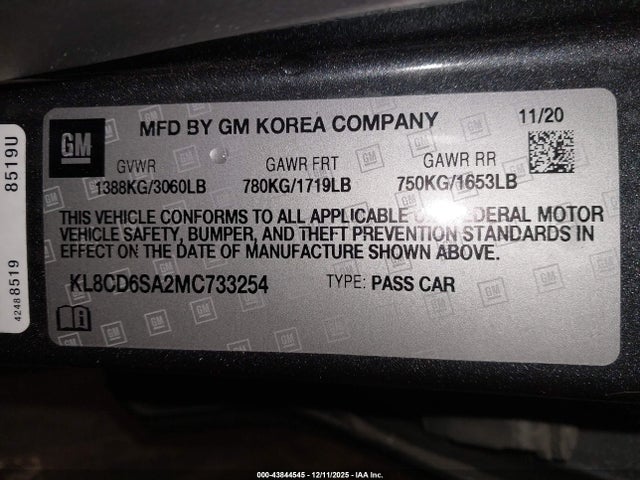 GM
MFD BY GM KOREA COMPANY
11/20
GVWR GAWR FRT GAWR RR
1388KG/3060LB 780KG/1719LB 750KG/1653LB
THIS VEHICLE CONFORMS TO ALL APPLICABLE FEDERAL MOTOR
VEHICLE SAFETY, BUMPER, AND THEFT PREVENTION STANDARDS IN
EFFECT ON THE DATE OF MANUFACTURE SHOWN ABOVE.
KL8CD6SA2MC733254 TYPE: PASS CAR
8519U
42488519
000-43844545 - 12/11/2025 - IAA Inc.